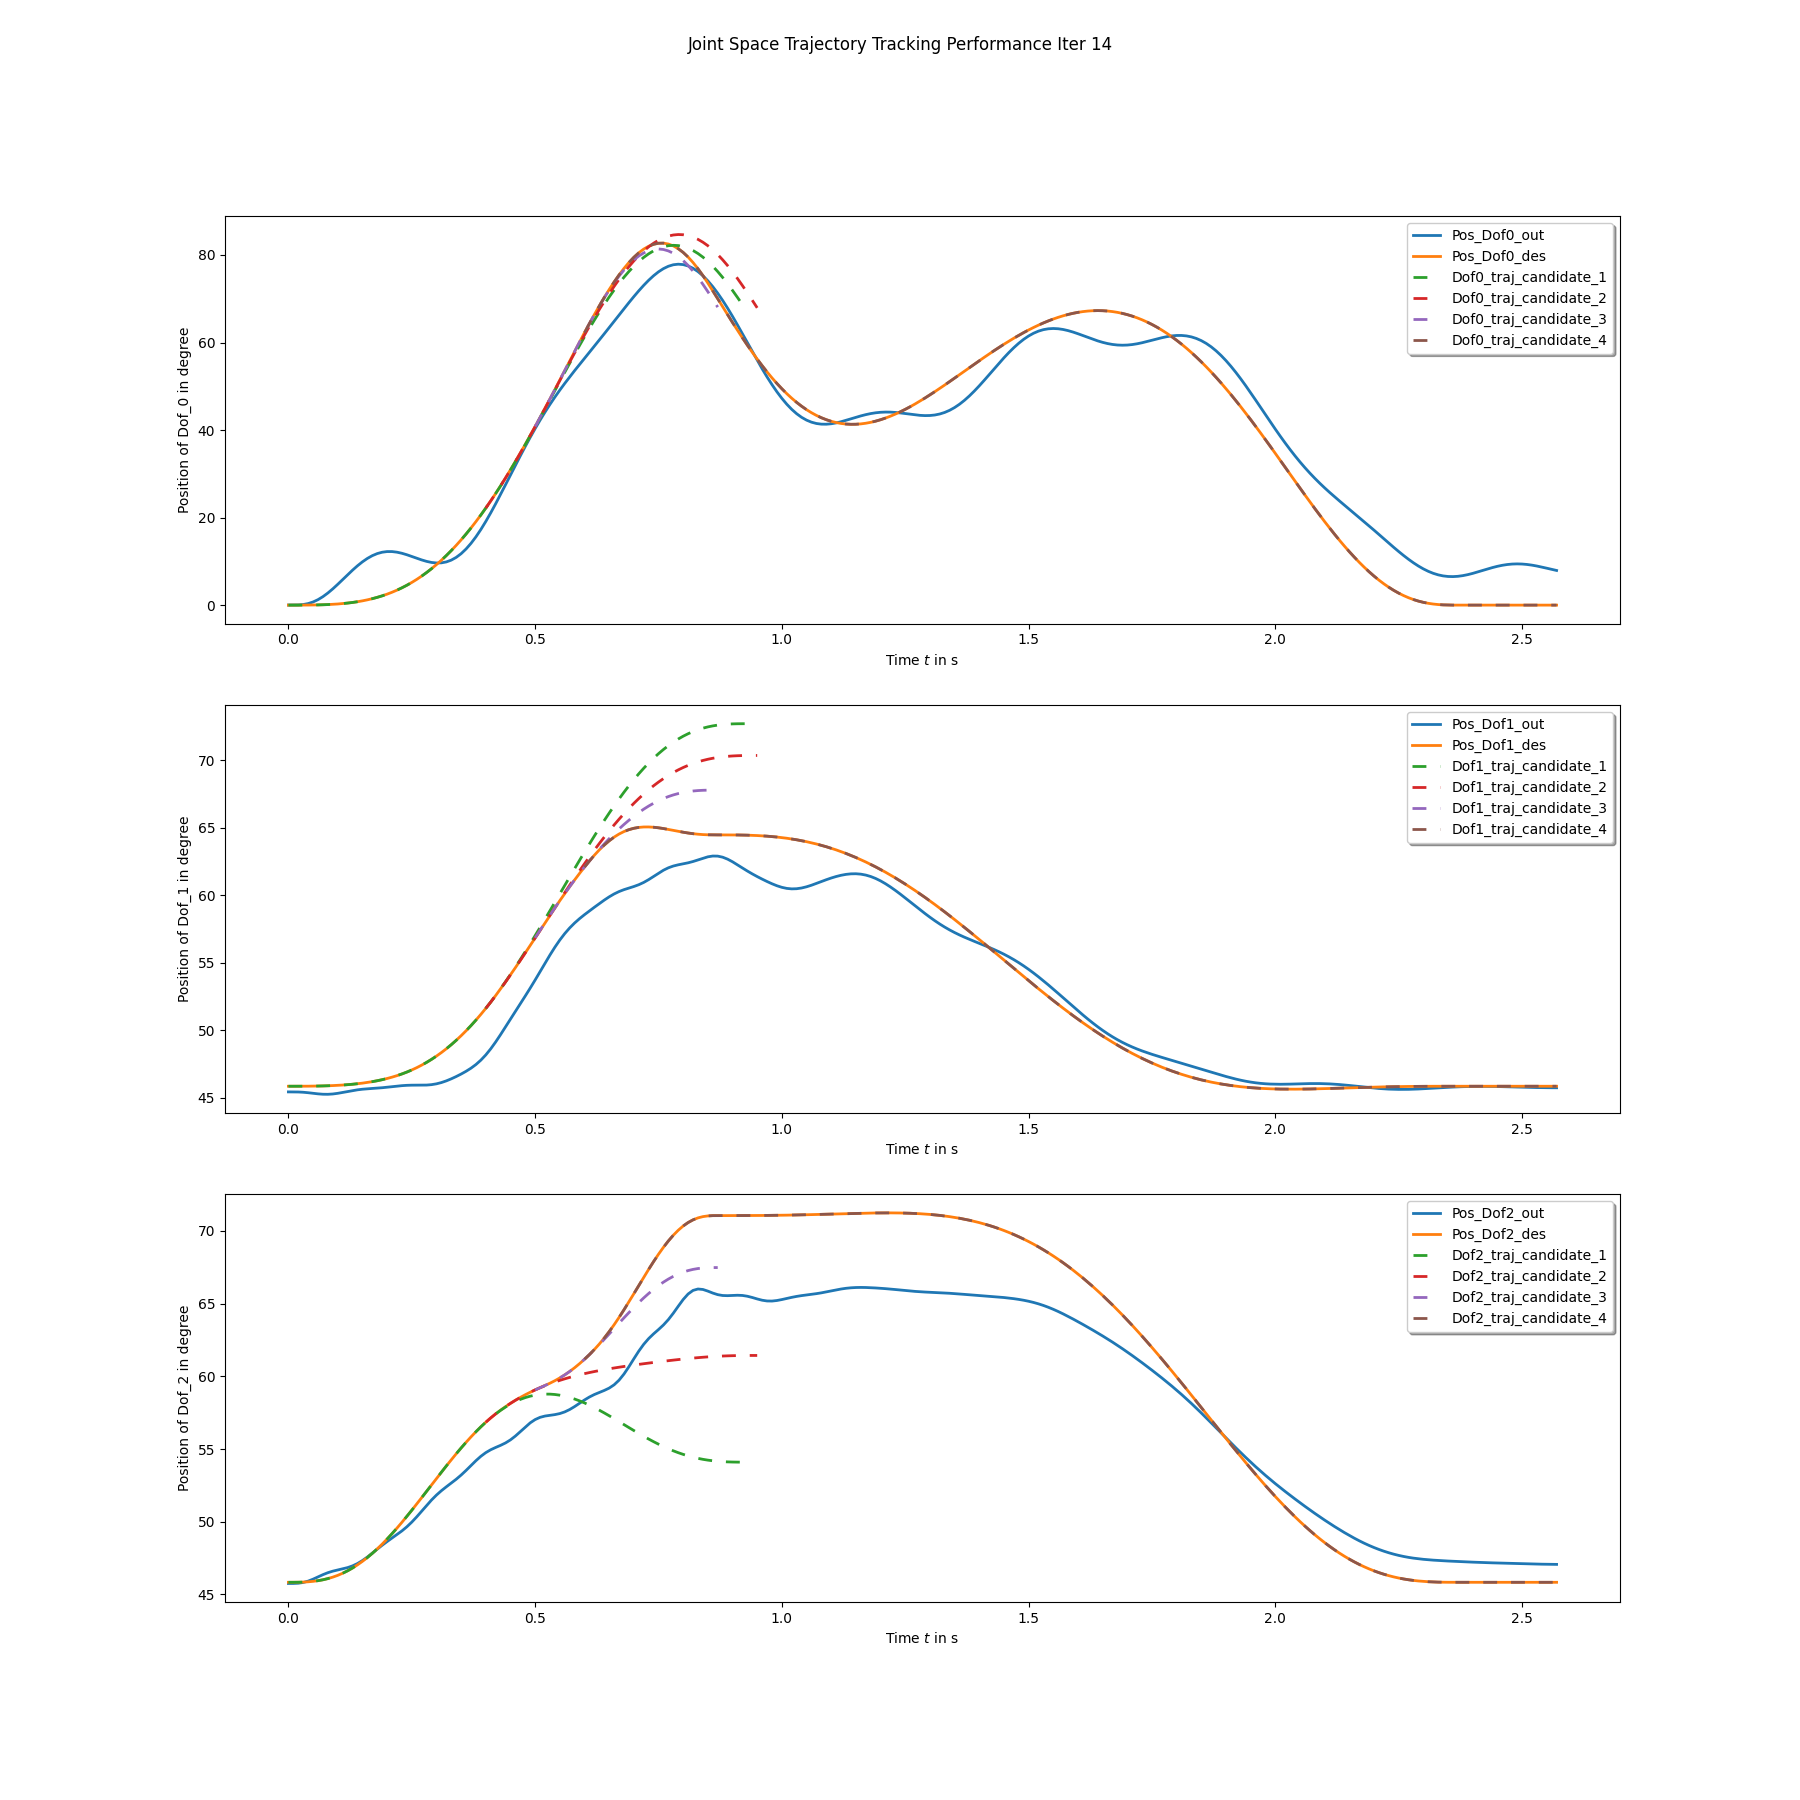 Joint Space Trajectory Tracking Performance Iter 14
Position of Dof_0 in degree
80
60
40
20
0
Pos_Dof0_out
Pos_Dof0_des
Dof0_traj_candidate_1
Dof0_traj_candidate_2
Dof0_traj_candidate_3
Dof0_traj_candidate_4
0.0 0.5 1.0 1.5 2.0 2.5
Time t in s
Position of Dof_1 in degree
70
65
60
55
50
45
Pos_Dof1_out
Pos_Dof1_des
Dof1_traj_candidate_1
Dof1_traj_candidate_2
Dof1_traj_candidate_3
Dof1_traj_candidate_4
0.0 0.5 1.0 1.5 2.0 2.5
Time t in s
Position of Dof_2 in degree
70
65
60
55
50
45
Pos_Dof2_out
Pos_Dof2_des
Dof2_traj_candidate_1
Dof2_traj_candidate_2
Dof2_traj_candidate_3
Dof2_traj_candidate_4
0.0 0.5 1.0 1.5 2.0 2.5
Time t in s